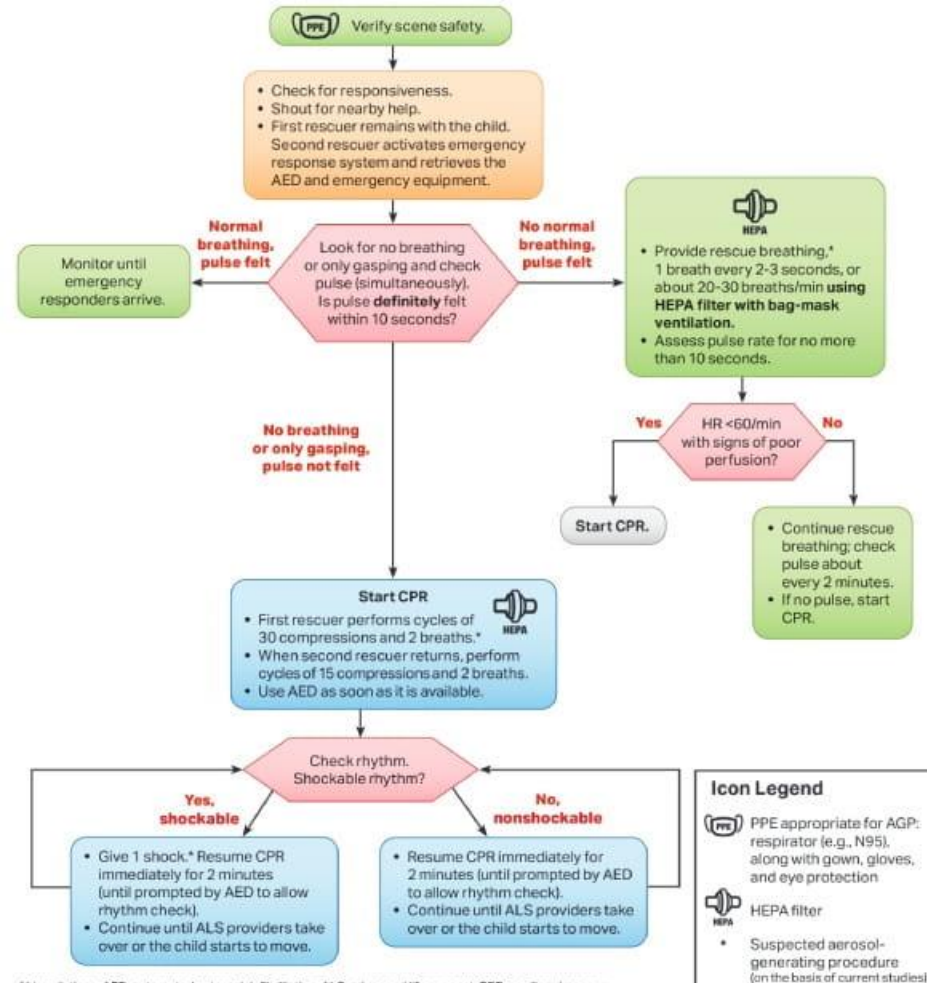 PPE
Verify scene safety.
• Check for responsiveness.
• Shout for nearby help.
• First rescuer remains with the child.
Second rescuer activates emergency
response system and retrieves the
AED and emergency equipment.
Normal
breathing,
pulse felt
Monitor until
emergency
responders arrive.
Look for no breathing
or only gasping and check
pulse (simultaneously).
Is pulse definitely felt
within 10 seconds?
No normal
breathing,
pulse felt
HEPA
• Provide rescue breathing,*
1 breath every 2-3 seconds, or
about 20-30 breaths/min using
HEPA filter with bag-mask
ventilation.
• Assess pulse rate for no more
than 10 seconds.
Yes
HR <60/min
with signs of poor
perfusion?
No
Start CPR.
• Continue rescue
breathing; check
pulse about
every 2 minutes.
• If no pulse, start
CPR.
No breathing
or only gasping,
pulse not felt
Start CPR
HEPA
• First rescuer performs cycles of
30 compressions and 2 breaths.*
• When second rescuer returns, perform
cycles of 15 compressions and 2 breaths.
• Use AED as soon as it is available.
Check rhythm.
Shockable rhythm?
Yes,
shockable
No,
nonshockable
• Give 1 shock.* Resume CPR
immediately for 2 minutes
(until prompted by AED to allow
rhythm check).
• Continue until ALS providers take
over or the child starts to move.
• Resume CPR immediately for
2 minutes (until prompted by AED
to allow rhythm check).
• Continue until ALS providers take
over or the child starts to move.
Icon Legend
PPE
PPE appropriate for AGP:
respirator (e.g., N95),
along with gown, gloves,
and eye protection
HEPA
HEPA filter
* Suspected aerosol-
generating procedure
(on the basis of current studies)